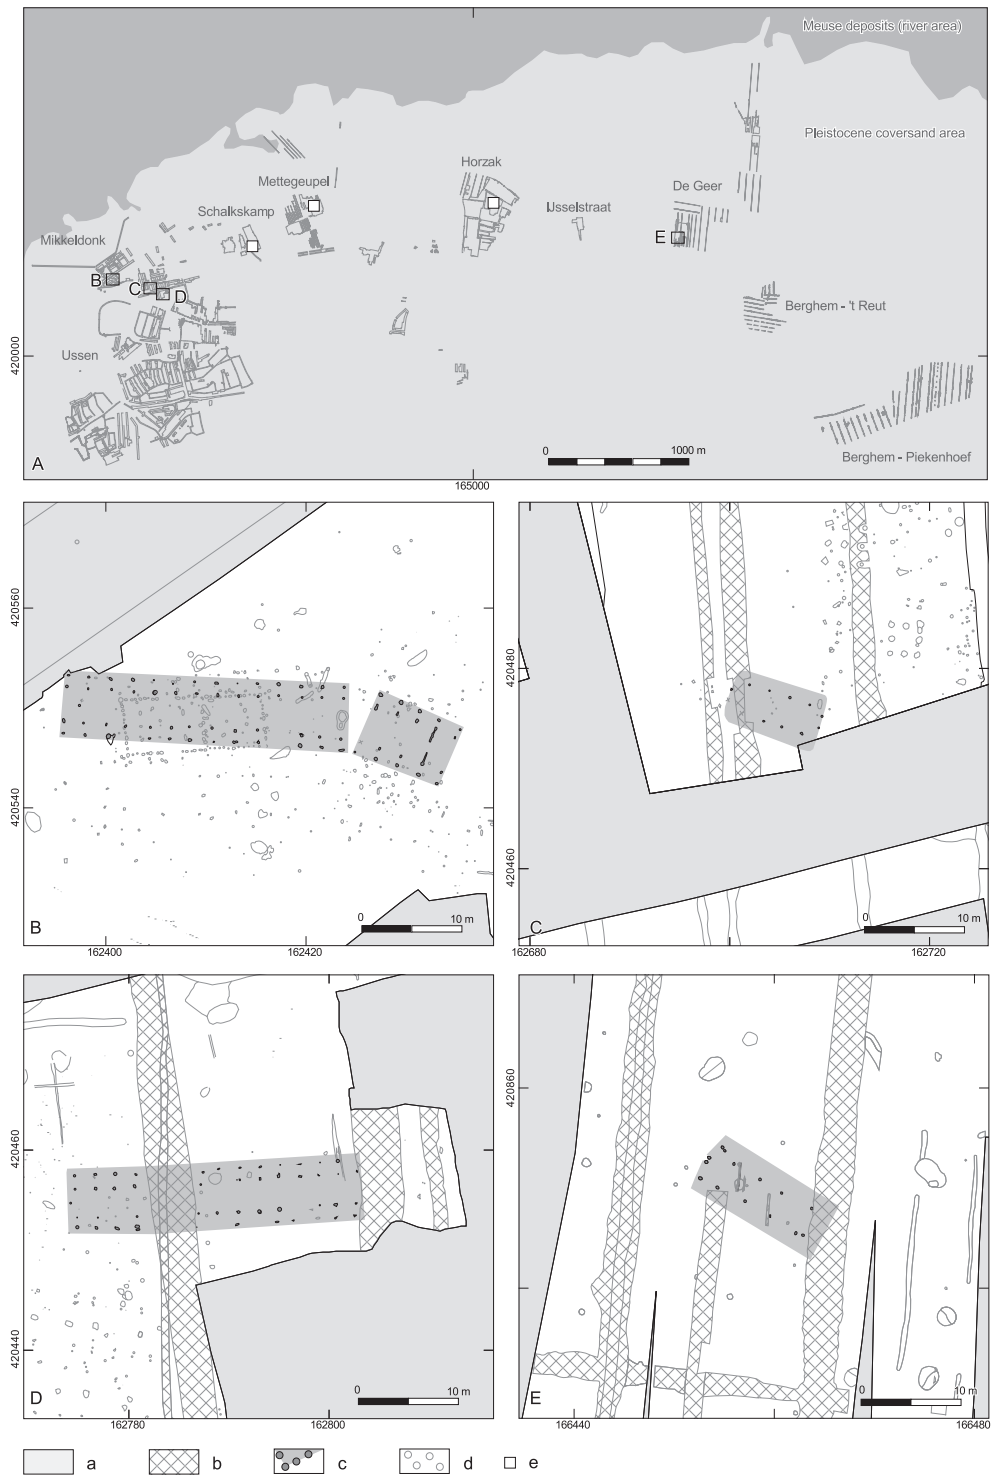 Meuse deposits (river area)
Pleistocene coversand area
Horzak
Mettegeupel
De Geer
Schalkskamp
IJsselstraat
Mikkeldonk
E
B
C
D
Berghem - 't Reut
Ussen
420000
0 1000 m
Berghem - Piekenhoef
A
165000
420560
420540
B
0 10 m
162400 162420
420480
420460
C
0 10 m
162680 162720
420460
420440
D
0 10 m
162780 162800
420860
E
0 10 m
166440 166480
a b c d e